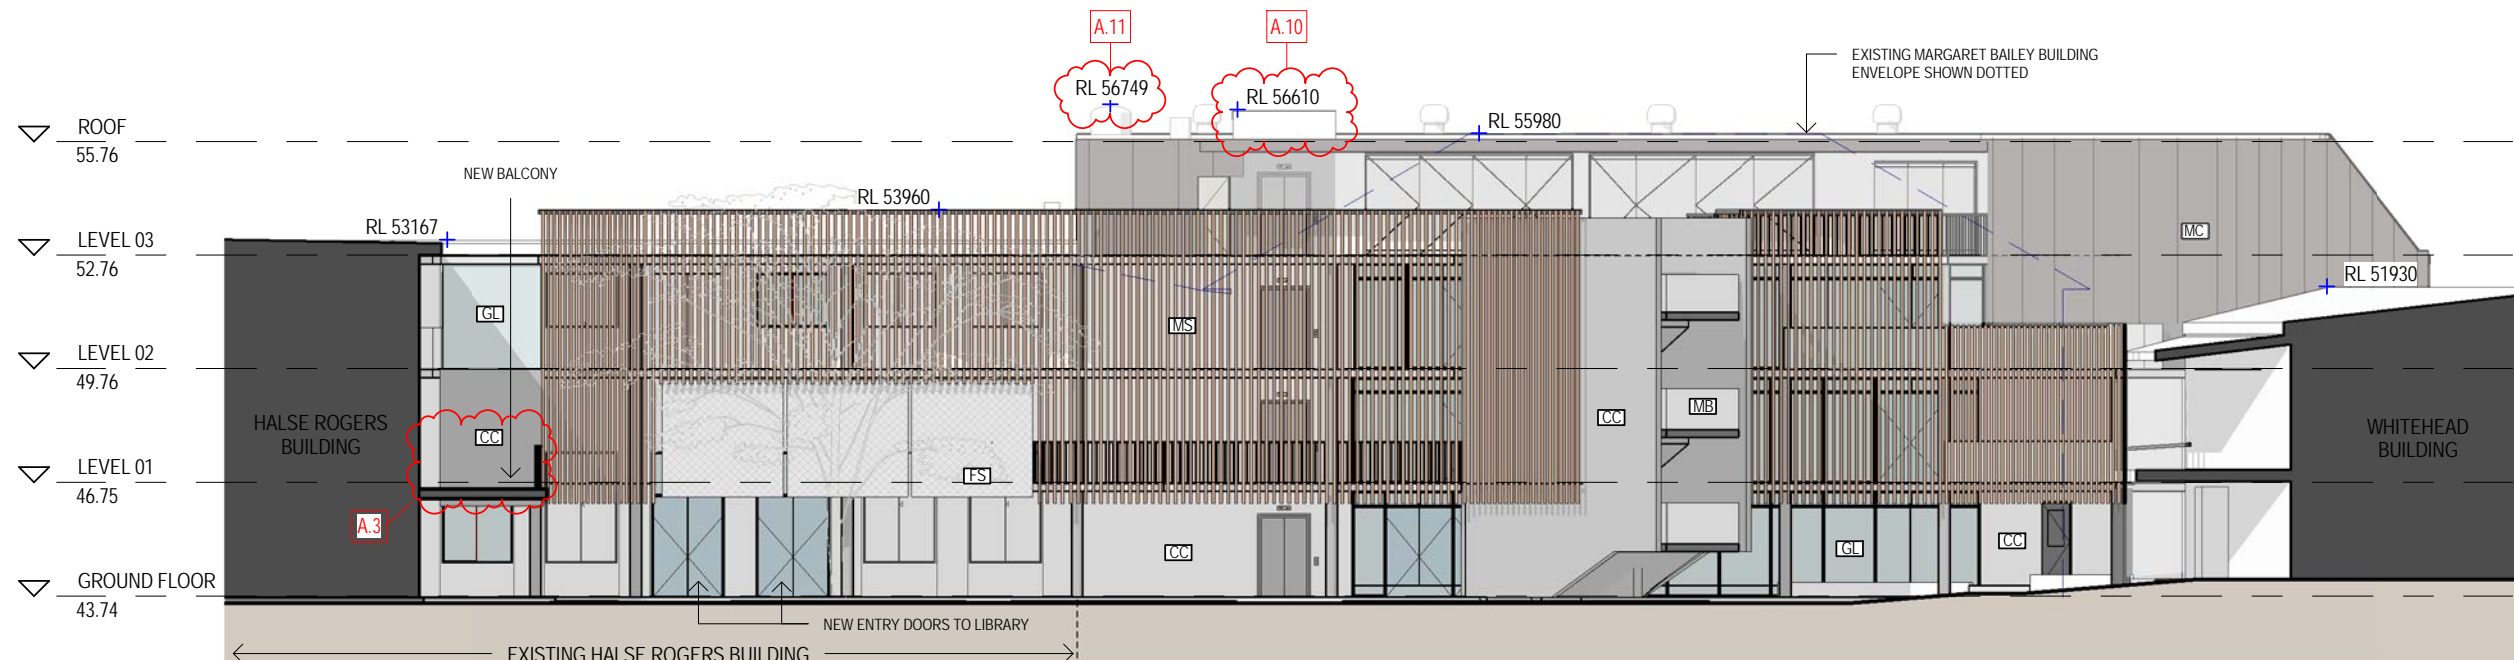 A.11
A.10
EXISTING MARGARET BAILEY BUILDING
ENVELOPE SHOWN DOTTED
RL 56749
RL 56610
RL 55980
ROOF
55.76
NEW BALCONY
RL 53960
RL 53167
LEVEL 03
52.76
MC
RL 51930
GL
MS
LEVEL 02
49.76
HALSE ROGERS
BUILDING
CC
CC
MB
WHITEHEAD
BUILDING
LEVEL 01
46.75
FS
A.3
CC
GL
CC
GROUND FLOOR
43.74
NEW ENTRY DOORS TO LIBRARY
EXISTING HALSE ROGERS BUILDING